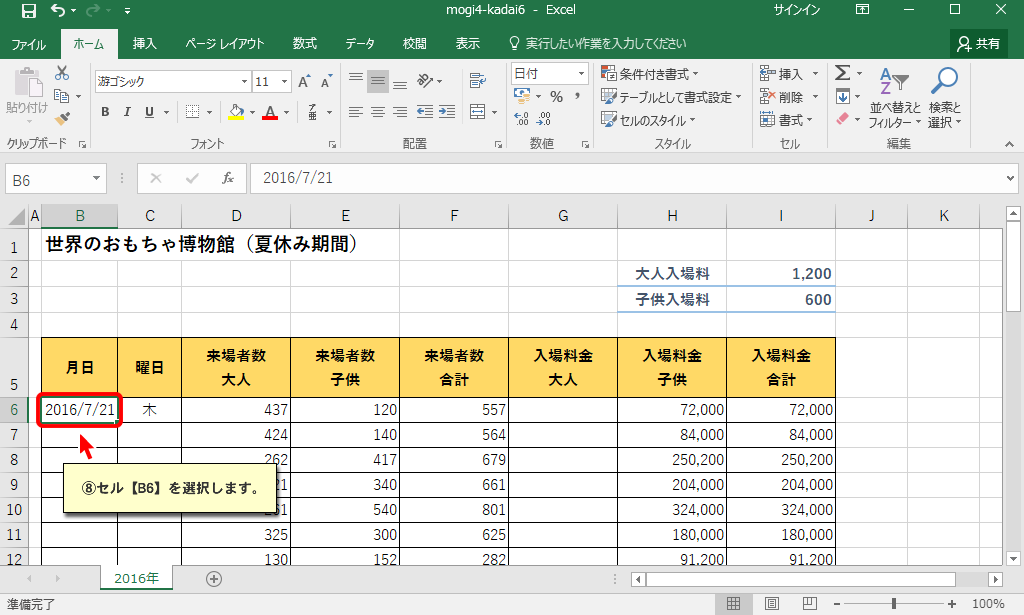 mogi4-kadai6 - Excel
サインイン
ファイル ホーム 挿入 ページ レイアウト 数式 データ 校閲 表示 実行したい作業を入力してください 共有
貼り付け
游ゴシック 11
B I U
日付
%
条件付き書式
テーブルとして書式設定
セルのスタイル
挿入
削除
書式
並べ替えと
フィルター
検索と
選択
クリップボード フォント 配置 数値 スタイル セル 編集
B6 fx 2016/7/21
A B C D E F G H I J K
1 世界のおもちゃ博物館（夏休み期間）
2 大人入場料 1,200
3 子供入場料 600
4
5 月日 曜日 来場者数 大人 来場者数 子供 来場者数 合計 入場料金 大人 入場料金 子供 入場料金 合計
6 2016/7/21 木 437 120 557 72,000 72,000
7 424 140 564 84,000 84,000
8 262 417 679 250,200 250,200
9 340 661 204,000 204,000
10 540 801 324,000 324,000
11 325 300 625 180,000 180,000
12 130 152 282 91,200 91,200
⑧セル【B6】を選択します。
2016年
準備完了
100%